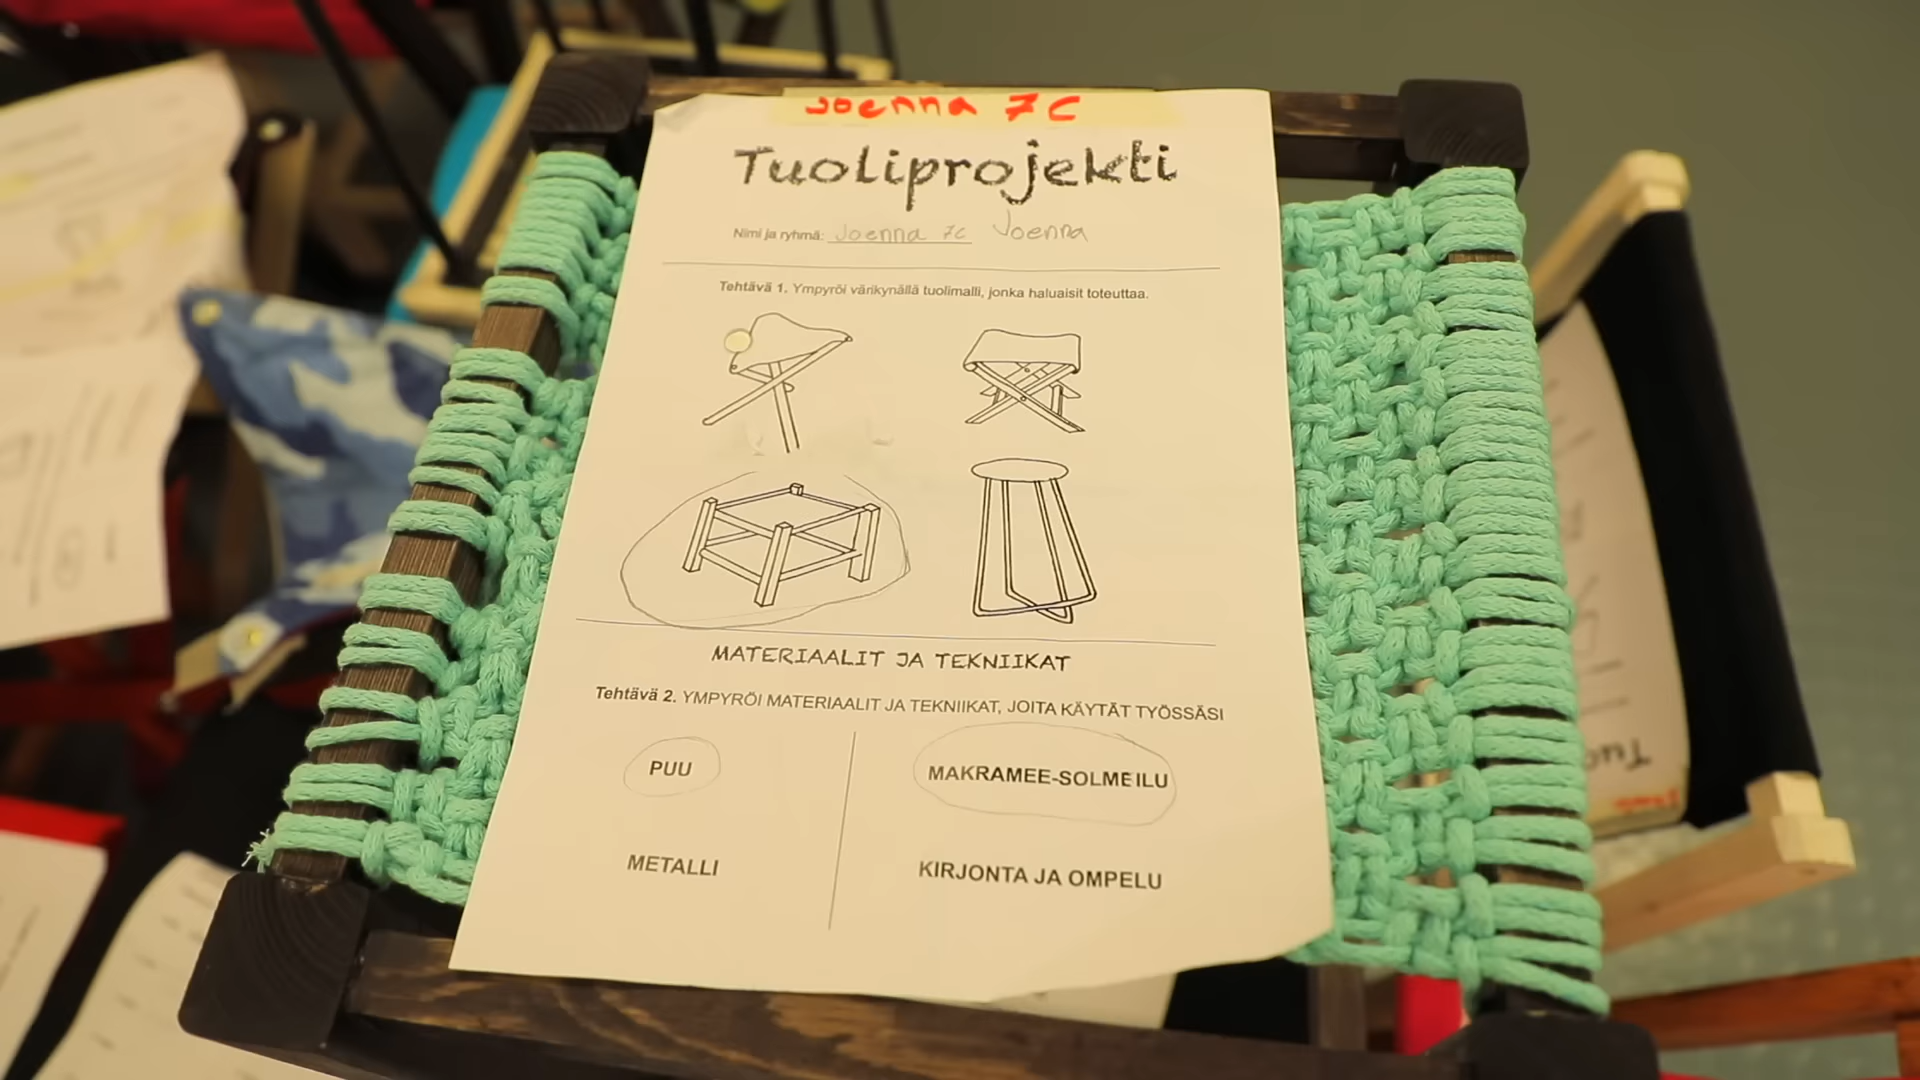 Joenna 7C
Tuoliprojekti
Nimi ja ryhmä: Joenna 7C Joenna
Tehtävä 1. Ympyröi värikynällä tuolimalli, jonka haluaisit toteuttaa.
MATERIAALIT JA TEKNIIKAT
Tehtävä 2. YMPYRÖI MATERIAALIT JA TEKNIIKAT, JOITA KÄYTÄT TYÖSSÄSI
PUU
MAKRAMEE-SOLMEILU
METALLI
KIRJONTA JA OMPELU
Tuo